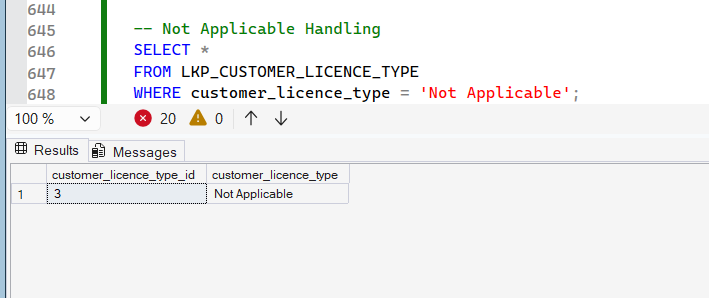 644
645 -- Not Applicable Handling
646 SELECT *
647 FROM LKP_CUSTOMER_LICENCE_TYPE
648 WHERE customer_licence_type = 'Not Applicable';
100 % 20 0
Results Messages
customer_licence_type_id customer_licence_type
1 3 Not Applicable